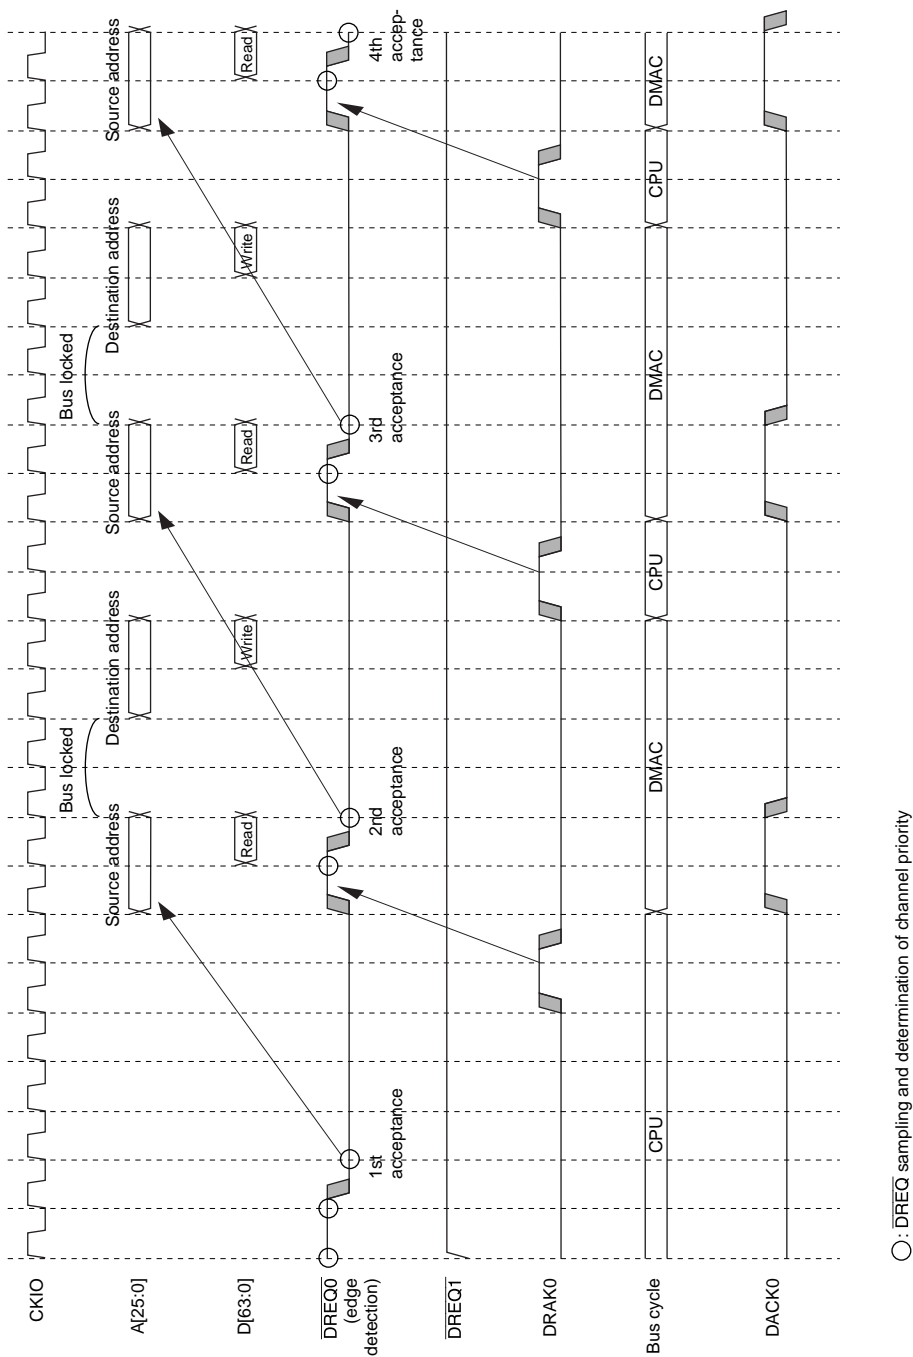 CKIO
Bus locked
Bus locked
A[25:0]
Source address
Destination address
Source address
Destination address
Source address
D[63:0]
Read
Write
Read
Write
Read
DREQ0
(edge
detection)
1st
acceptance
2nd
acceptance
3rd
acceptance
4th
accep-
tance
DREQ1
DRAK0
Bus cycle
CPU
DMAC
CPU
DMAC
CPU
DMAC
DACK0
: DREQ sampling and determination of channel priority